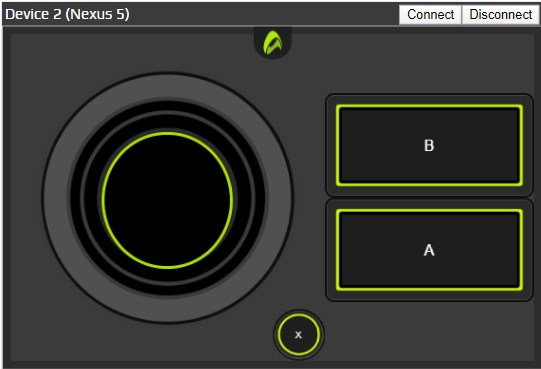 Device 2 (Nexus 5)
Connect
Disconnect
B
A
x